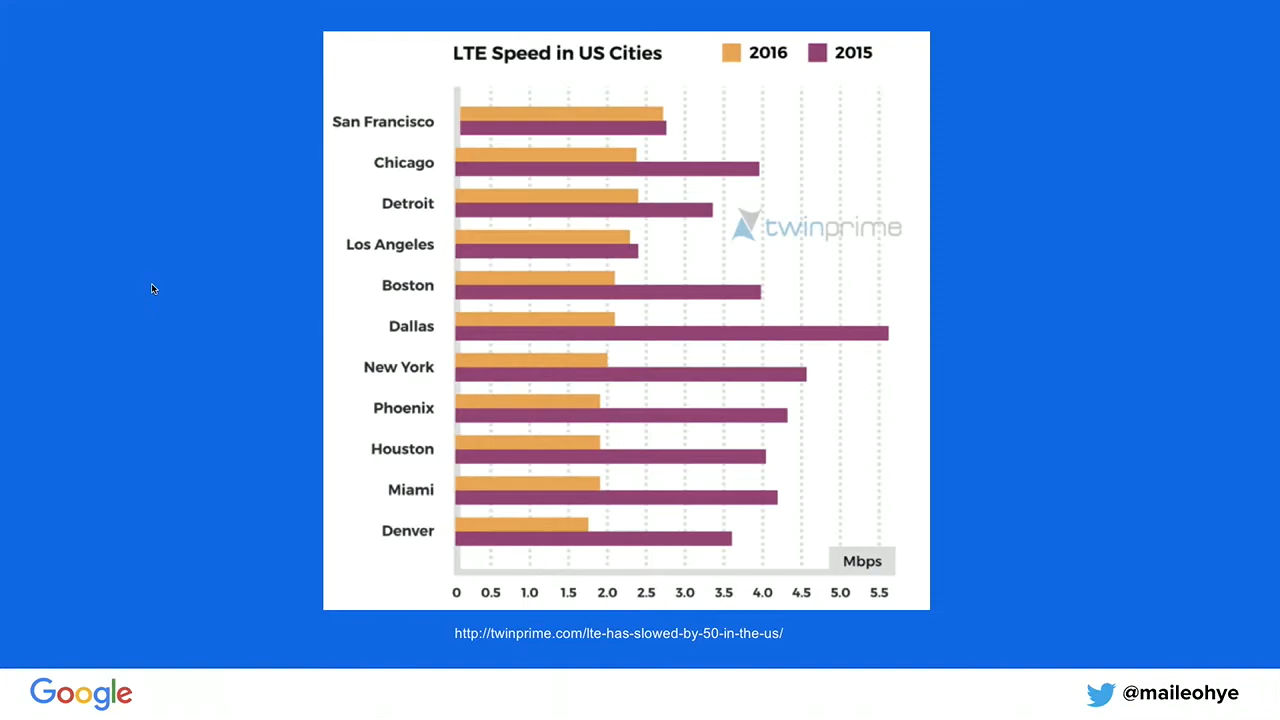 LTE Speed in US Cities
2016
2015
San Francisco
Chicago
Detroit
twinprime
Los Angeles
Boston
Dallas
New York
Phoenix
Houston
Miami
Denver
Mbps
0 0.5 1.0 1.5 2.0 2.5 3.0 3.5 4.0 4.5 5.0 5.5
http://twinprime.com/lte-has-slowed-by-50-in-the-us/
Google
@maileohye